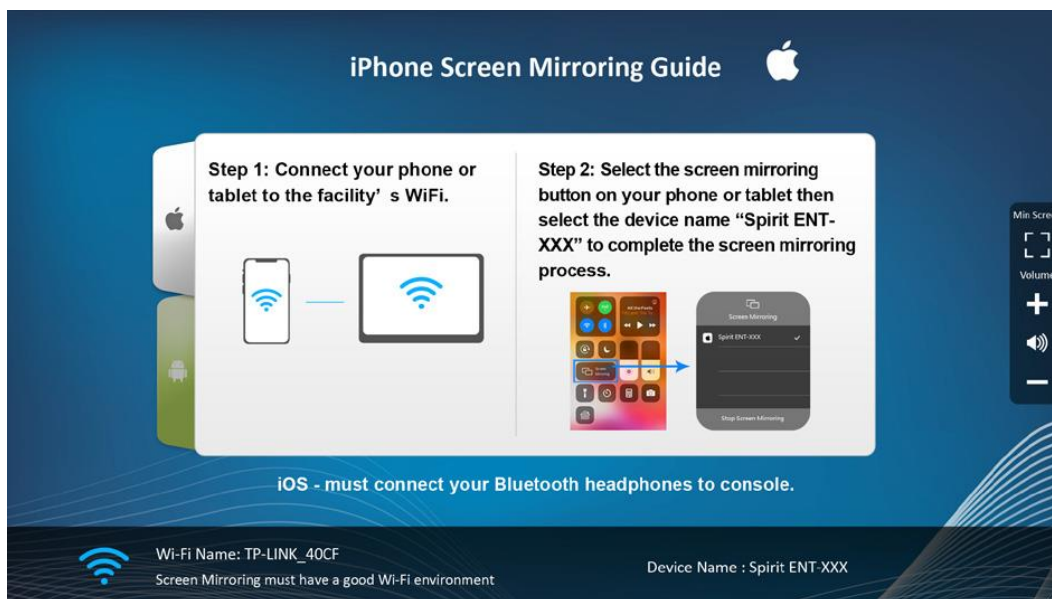 iPhone Screen Mirroring Guide
Step 1: Connect your phone or
tablet to the facility’ s WiFi.
Step 2: Select the screen mirroring
button on your phone or tablet then
select the device name “Spirit ENT-
XXX” to complete the screen mirroring
process.
Screen
Mirroring
Screen Mirroring
Spirit ENT-XXX
Stop Screen Mirroring
Min Scre
Volume
iOS - must connect your Bluetooth headphones to console.
Wi-Fi Name: TP-LINK_40CF
Screen Mirroring must have a good Wi-Fi environment
Device Name : Spirit ENT-XXX